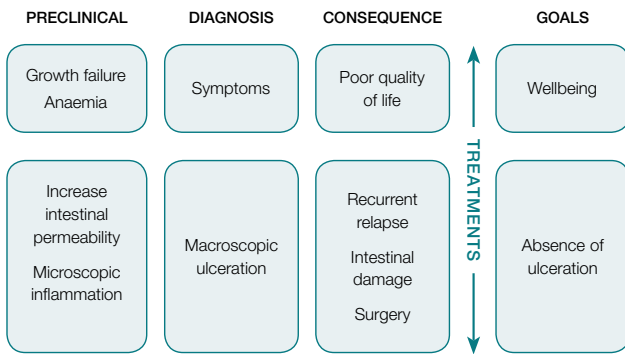 PRECLINICAL
DIAGNOSIS
CONSEQUENCE
GOALS
Growth failure
Anaemia
Symptoms
Poor quality
of life
Wellbeing
Increase
intestinal
permeability
Microscopic
inflammation
Macroscopic
ulceration
Recurrent
relapse
Intestinal
damage
Surgery
TREATMENTS
Absence of
ulceration